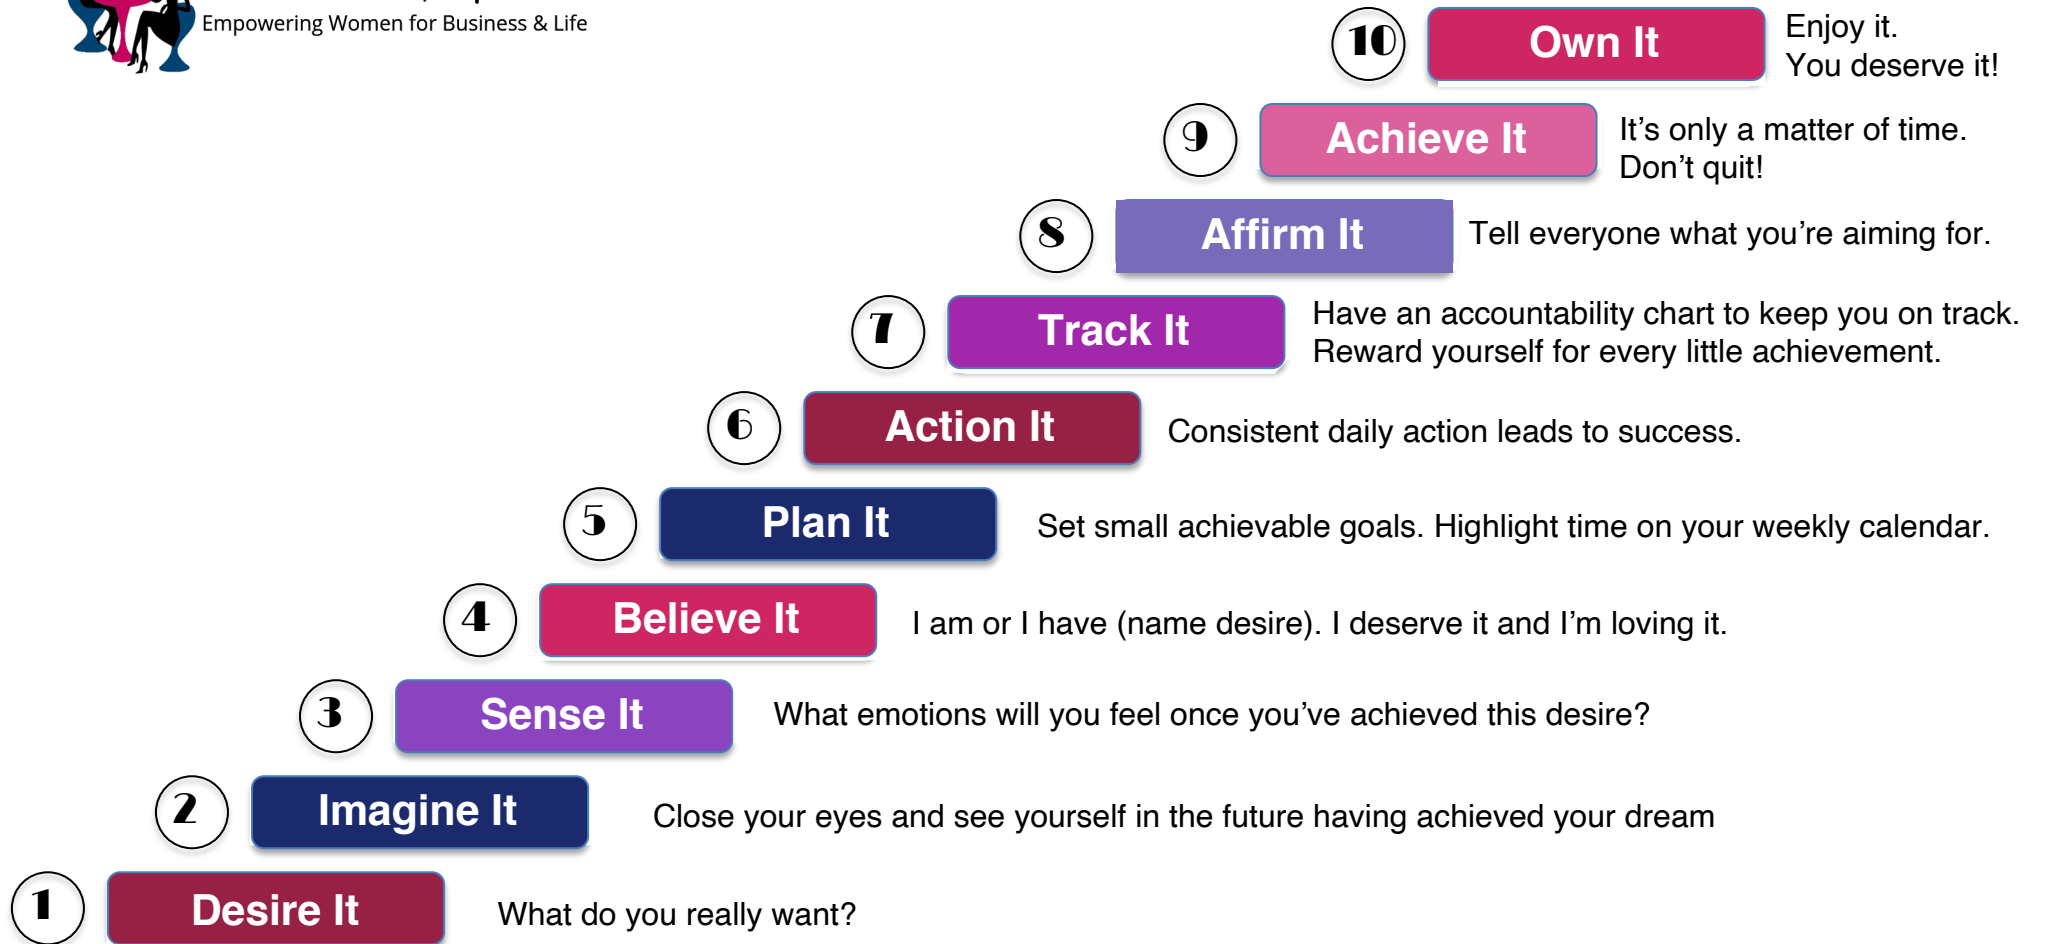 Empowering Women for Business & Life
10 Own It Enjoy it.
You deserve it!
9 Achieve It It's only a matter of time.
Don't quit!
8 Affirm It Tell everyone what you're aiming for.
7 Track It Have an accountability chart to keep you on track.
Reward yourself for every little achievement.
6 Action It Consistent daily action leads to success.
5 Plan It Set small achievable goals. Highlight time on your weekly calendar.
4 Believe It I am or I have (name desire). I deserve it and I'm loving it.
3 Sense It What emotions will you feel once you've achieved this desire?
2 Imagine It Close your eyes and see yourself in the future having achieved your dream
1 Desire It What do you really want?